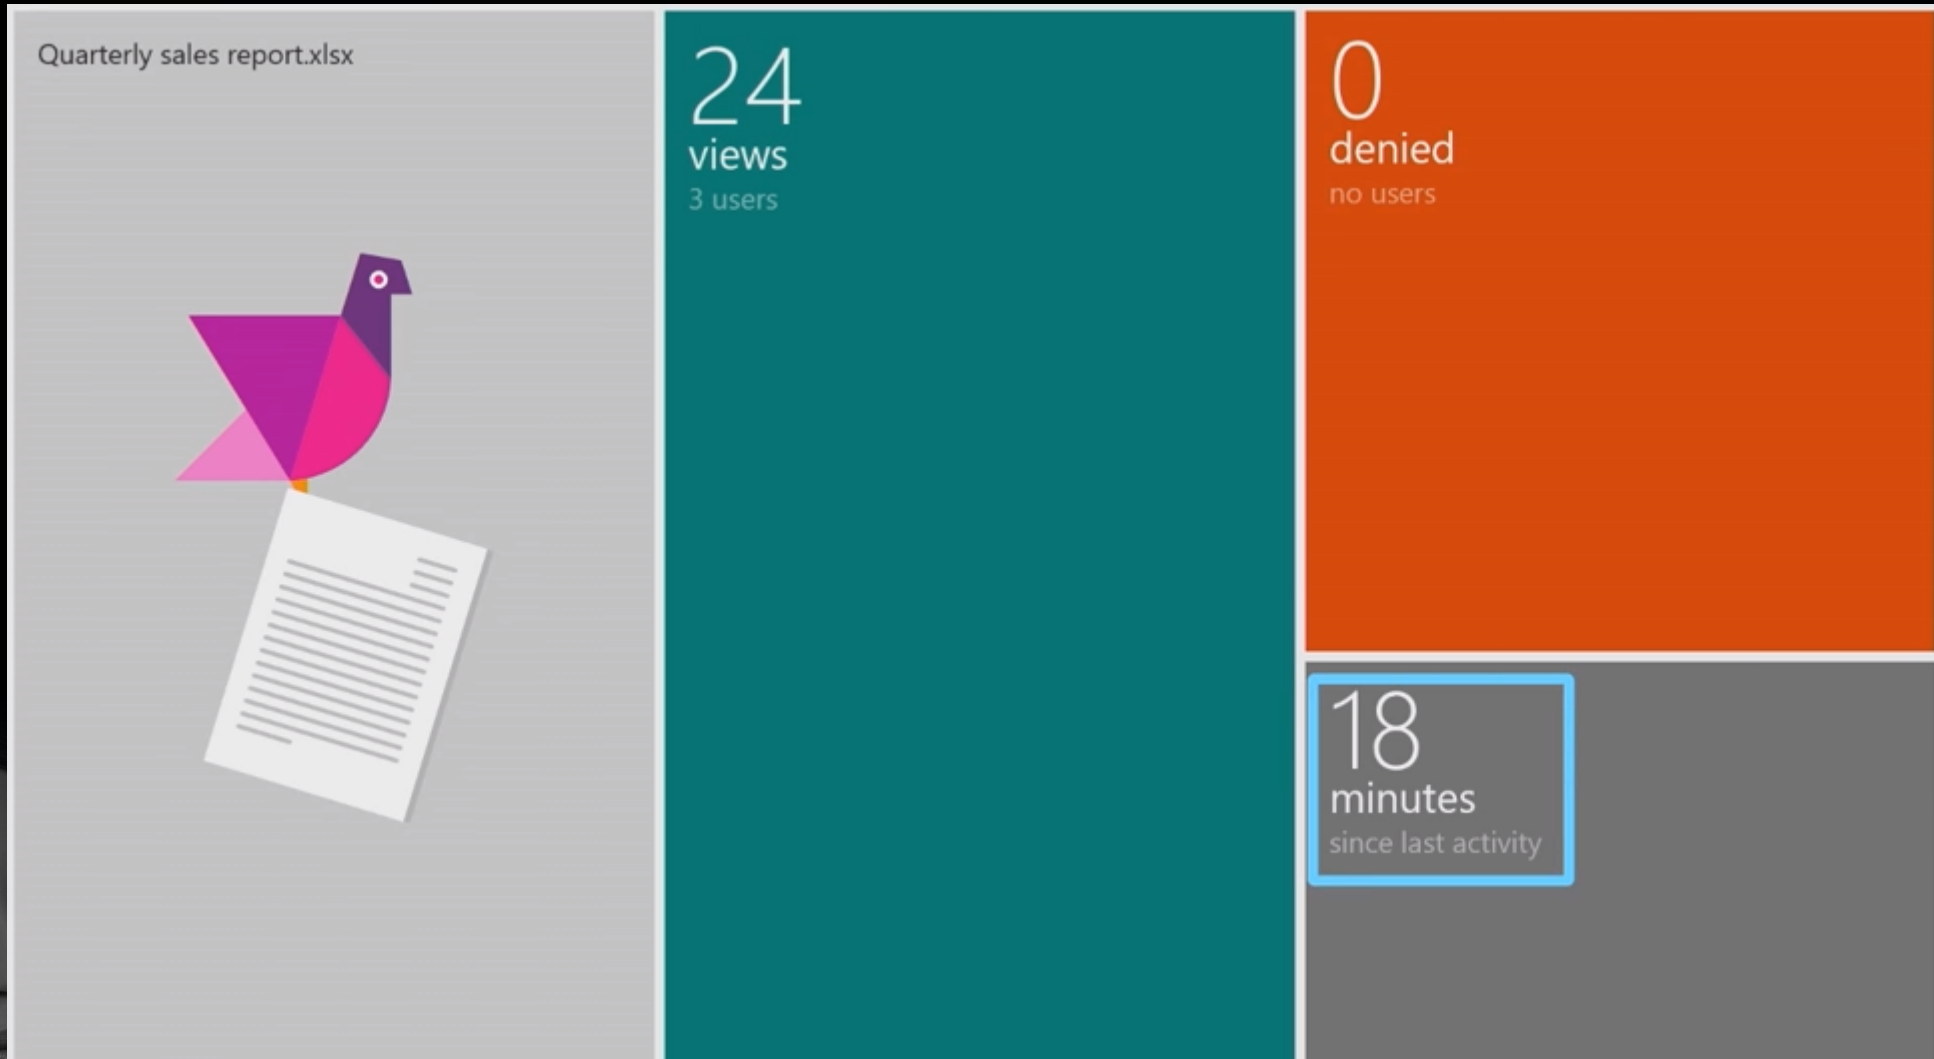 Quarterly sales report.xlsx
24
views
3 users
0
denied
no users
18
minutes
since last activity